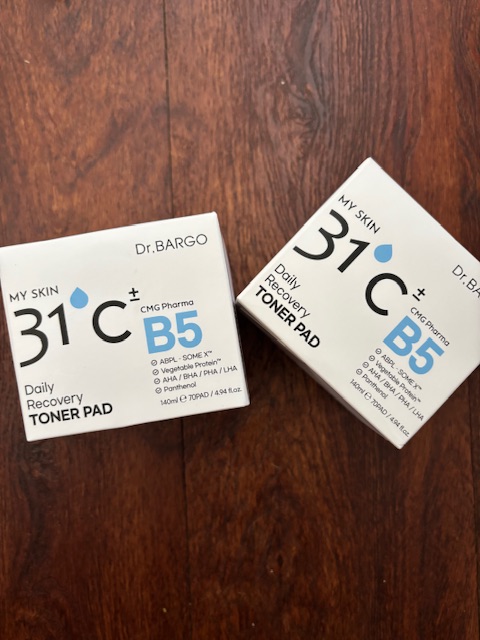 Dr.BARGO
MY SKIN
31°C±
CMG Pharma
B5
ABPL - SOME X™
Vegetable Protein™
AHA / BHA / PHA / LHA
Panthenol
Daily
Recovery
TONER PAD
140ml ℮ 70PAD / 4.94 fl.oz.
Dr.BA
MY SKIN
31°C±
CMG Pharma
B5
ABPL - SOME X™
Vegetable Protein™
AHA / BHA / PHA / LHA
Panthenol
Daily
Recovery
TONER PAD
140ml ℮ 70PAD / 4.94 fl.oz.